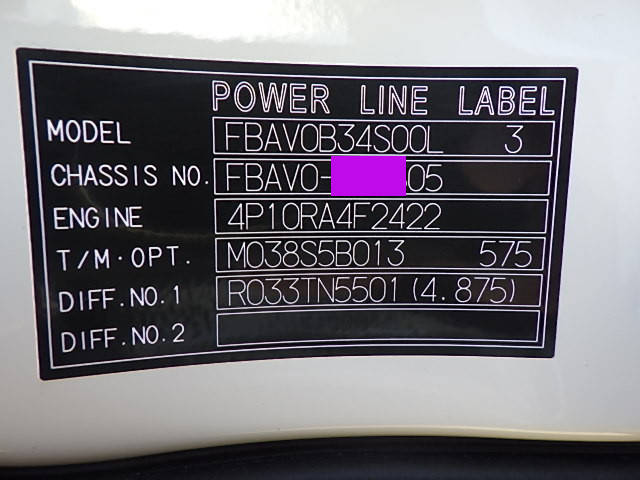 POWER LINE LABEL
MODEL FBAV0B34S00L 3
CHASSIS NO. FBAV0- 05
ENGINE 4P10RA4F2422
T/M·OPT. M038S5B013 575
DIFF.NO.1 R033TN5501(4.875)
DIFF.NO.2